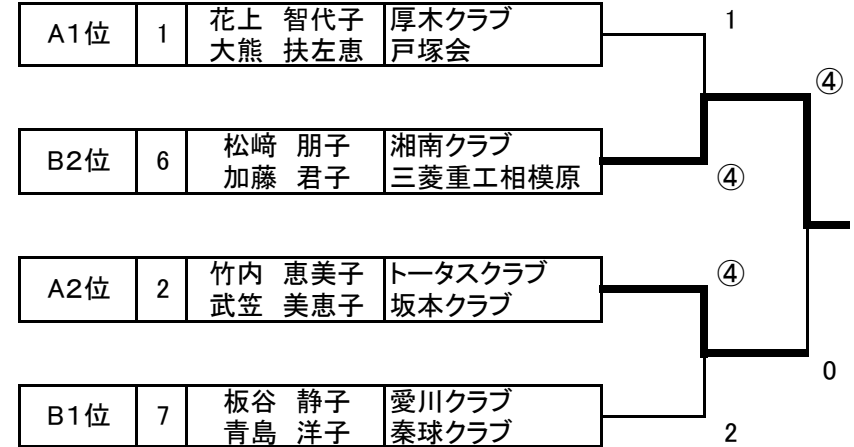 A1位 1 花上 智代子 厚木クラブ 1
大熊 扶左恵 戸塚会
④
B2位 6 松﨑 朋子 湘南クラブ
加藤 君子 三菱重工相模原 ④
A2位 2 竹内 恵美子 トータスクラブ ④
武笠 美恵子 坂本クラブ
0
B1位 7 板谷 静子 愛川クラブ
青島 洋子 秦球クラブ 2